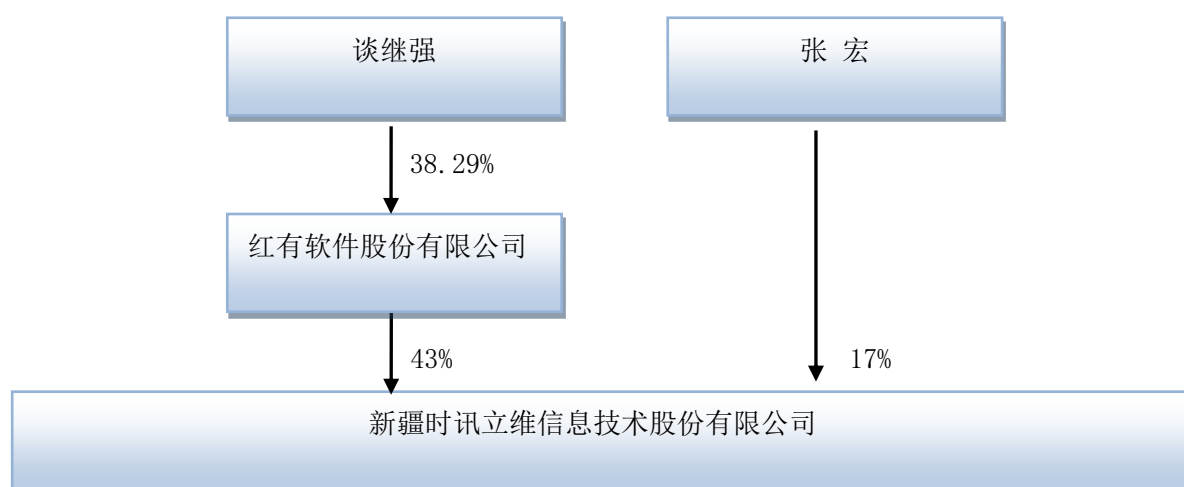 谈继强
张 宏
38.29%
红有软件股份有限公司
43%
17%
新疆时讯立维信息技术股份有限公司